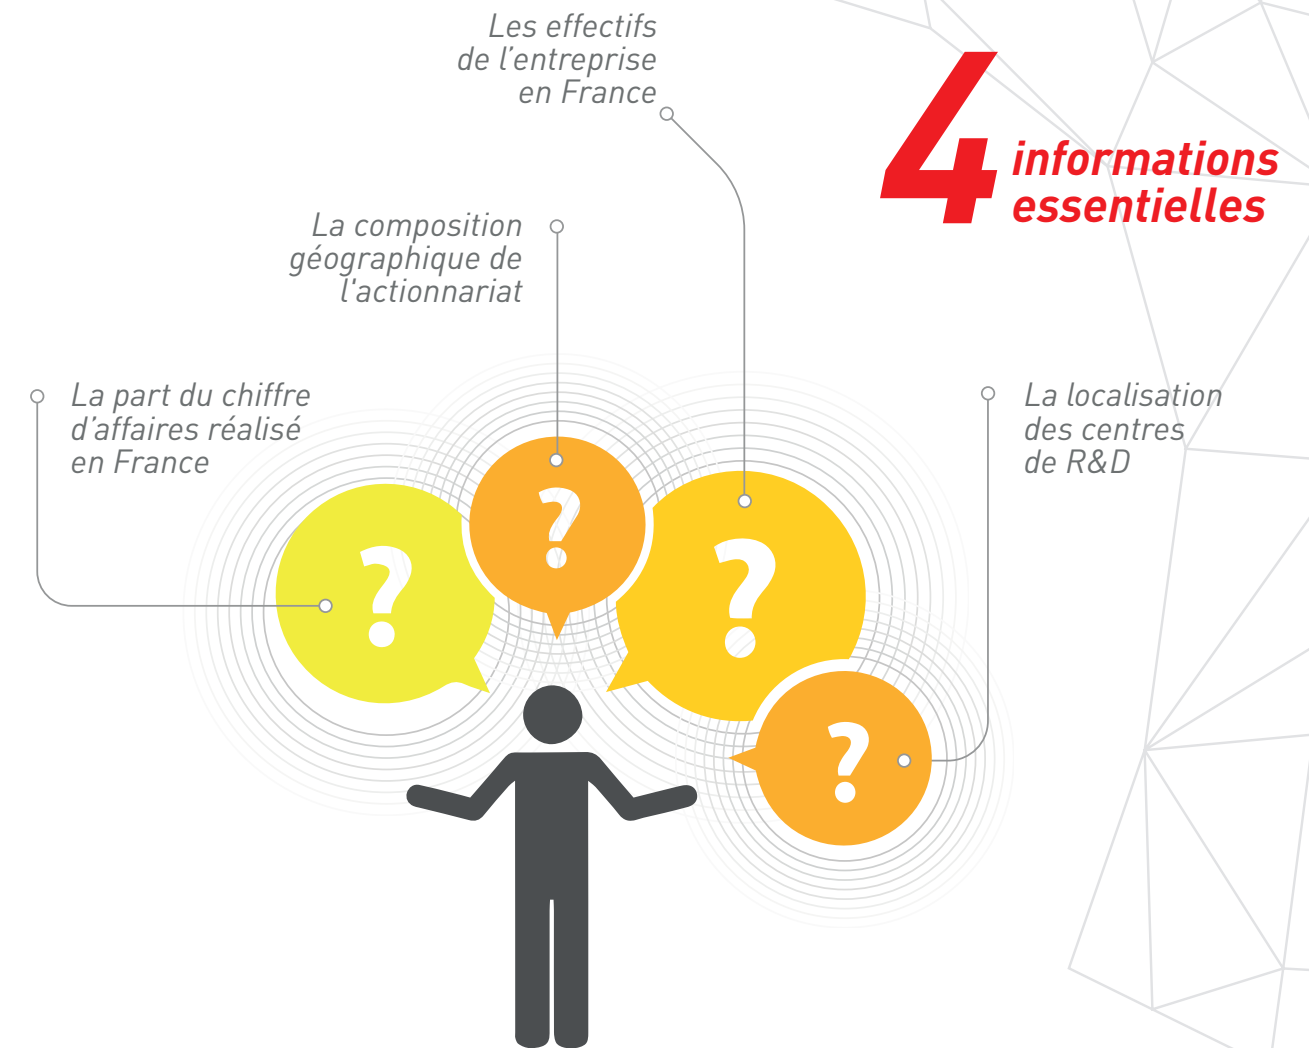 4 informations
essentielles
Les effectifs
de l’entreprise
en France
La composition
géographique de
l'actionnariat
La part du chiffre
d’affaires réalisé
en France
La localisation
des centres
de R&D
?
?
?
?